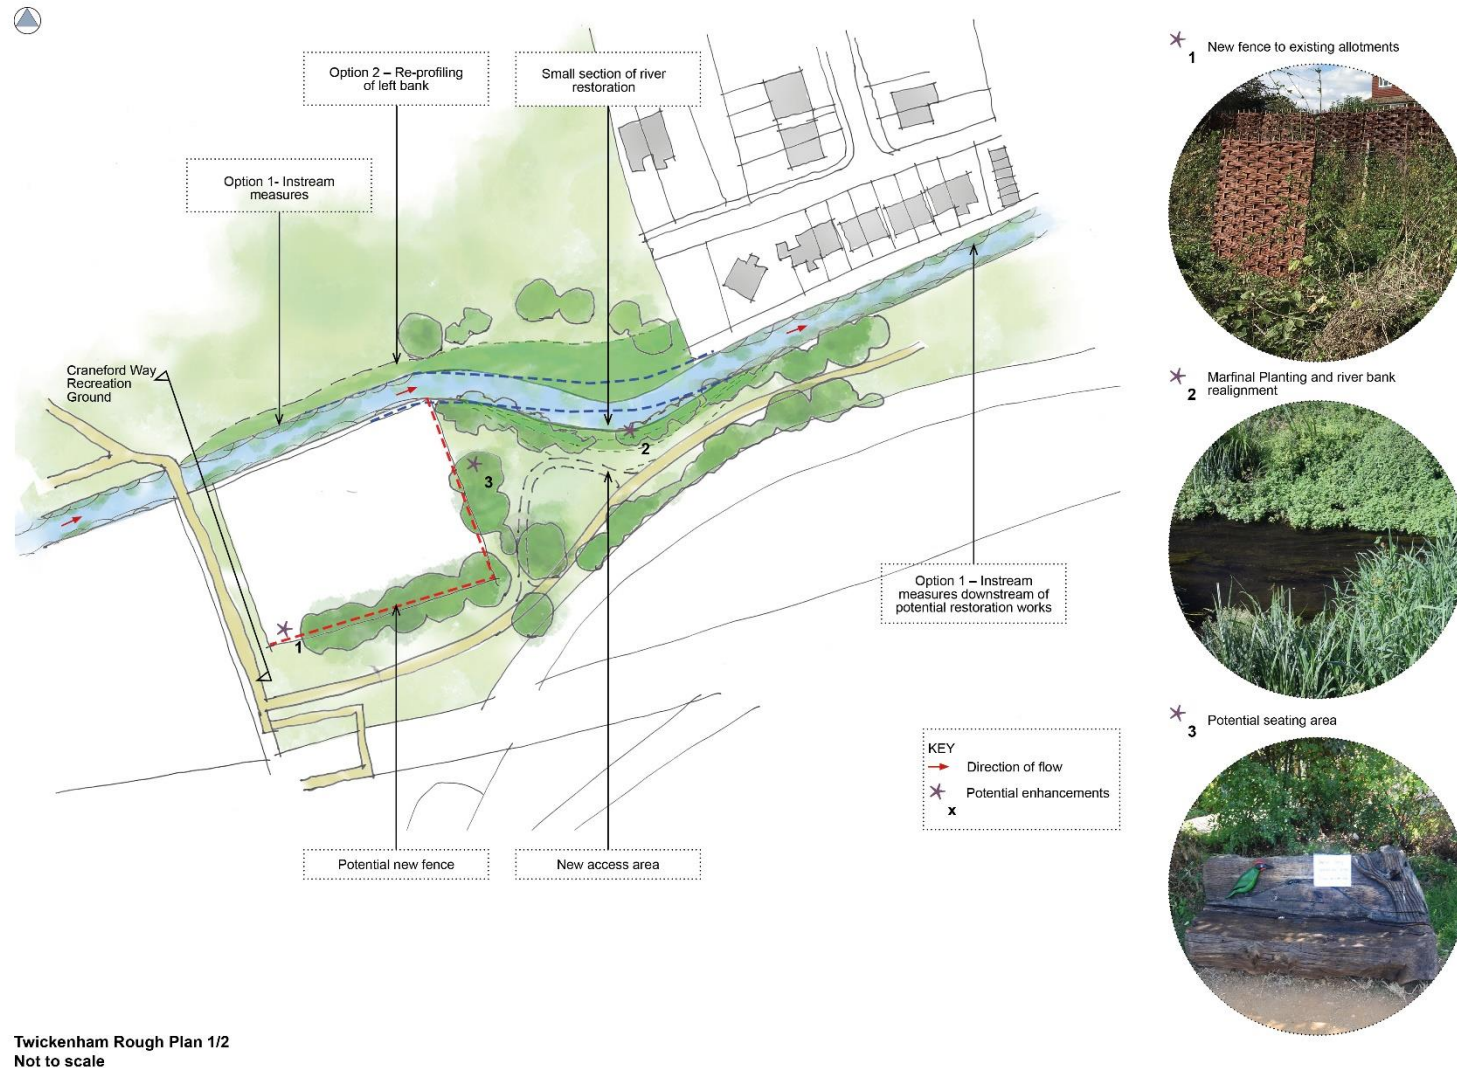 Option 2 – Re-profiling
of left bank
Small section of river
restoration
Option 1- Instream
measures
Craneford Way
Recreation
Ground
2
3
1
Option 1 – Instream
measures downstream of
potential restoration works
Potential new fence
New access area
KEY
Direction of flow
Potential enhancements
x
1
New fence to existing allotments
2
Marfinal Planting and river bank
realignment
3
Potential seating area
Twickenham Rough Plan 1/2
Not to scale